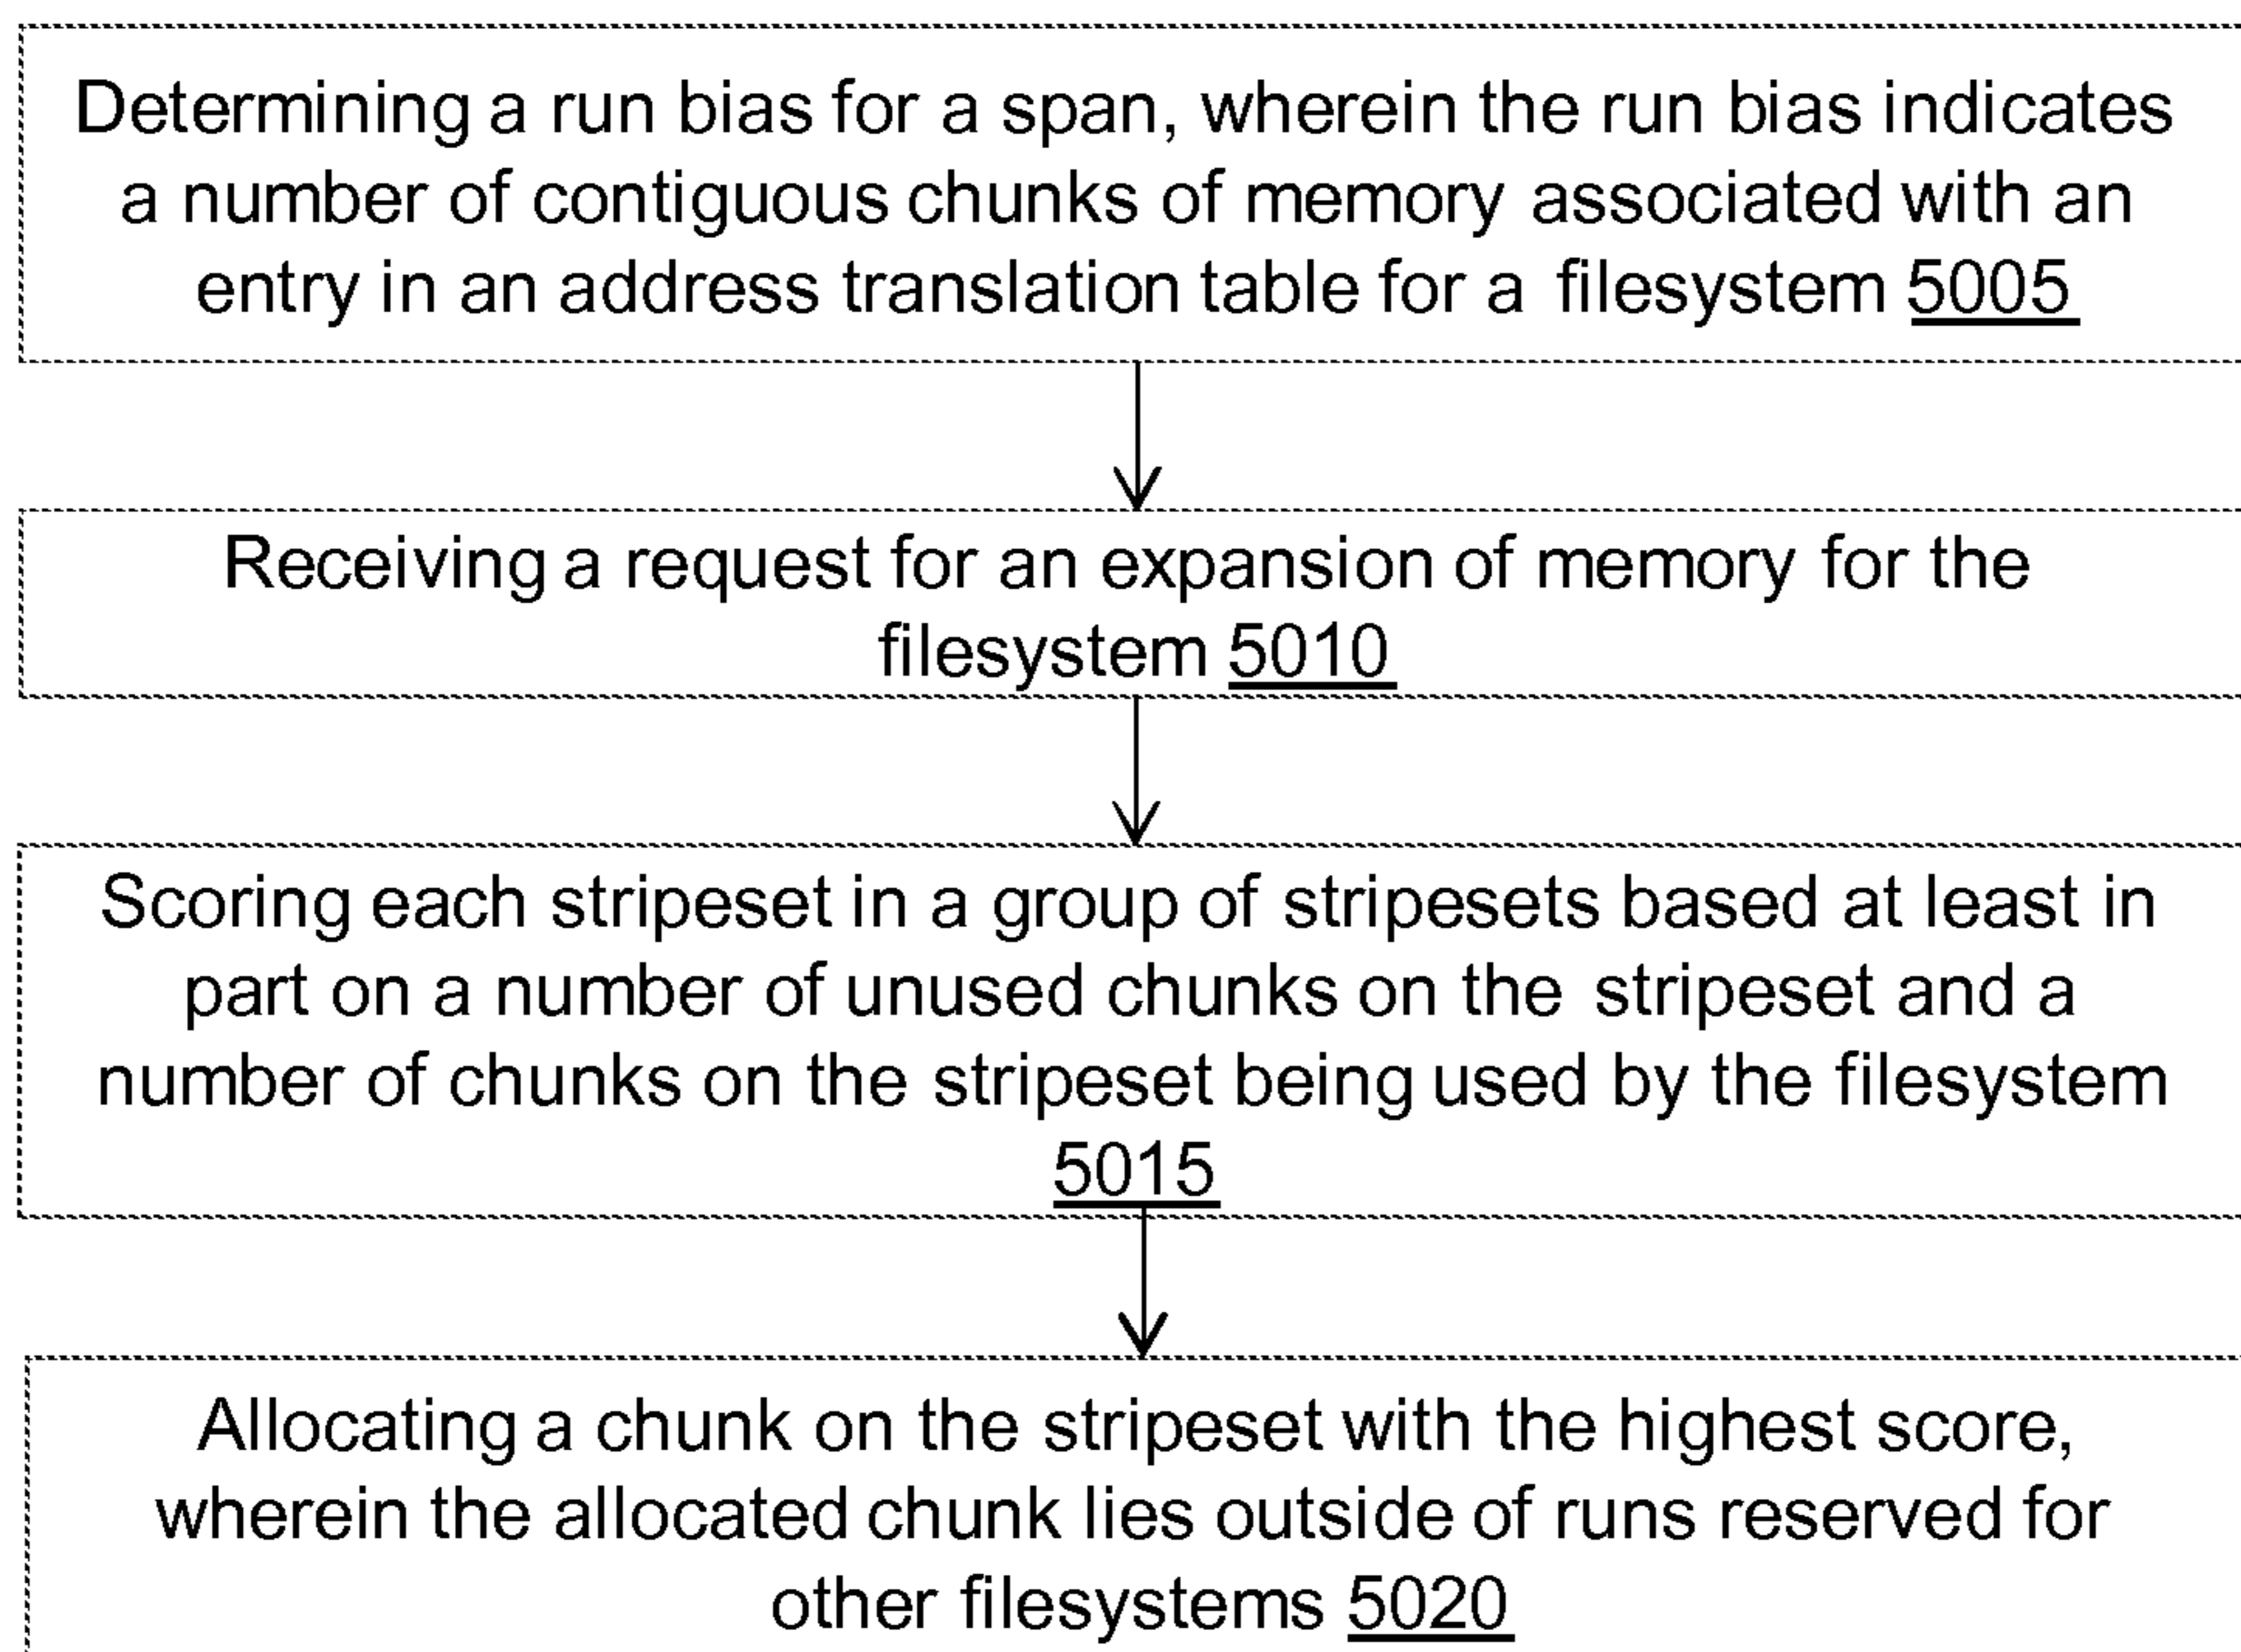 Determining a run bias for a span, wherein the run bias indicates
a number of contiguous chunks of memory associated with an
entry in an address translation table for a filesystem 5005
Receiving a request for an expansion of memory for the
filesystem 5010
Scoring each stripeset in a group of stripesets based at least in
part on a number of unused chunks on the stripeset and a
number of chunks on the stripeset being used by the filesystem
5015
Allocating a chunk on the stripeset with the highest score,
wherein the allocated chunk lies outside of runs reserved for
other filesystems 5020